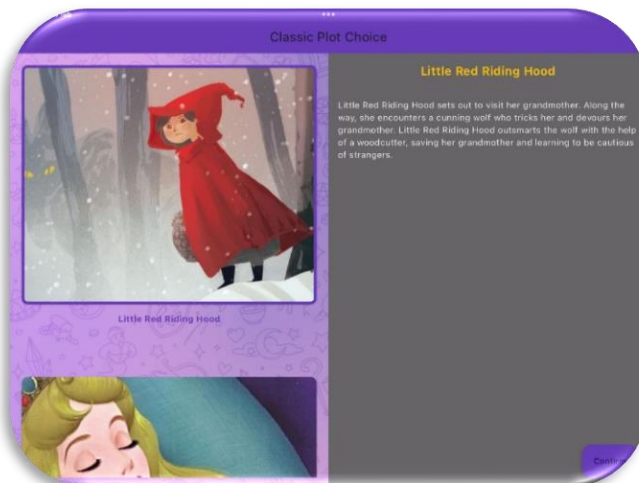 Classic Plot Choice
Little Red Riding Hood
Little Red Riding Hood
Little Red Riding Hood sets out to visit her grandmother. Along the
way, she encounters a cunning wolf who tricks her and devours her
grandmother. Little Red Riding Hood outsmarts the wolf with the help
of a woodcutter, saving her grandmother and learning to be cautious
of strangers.